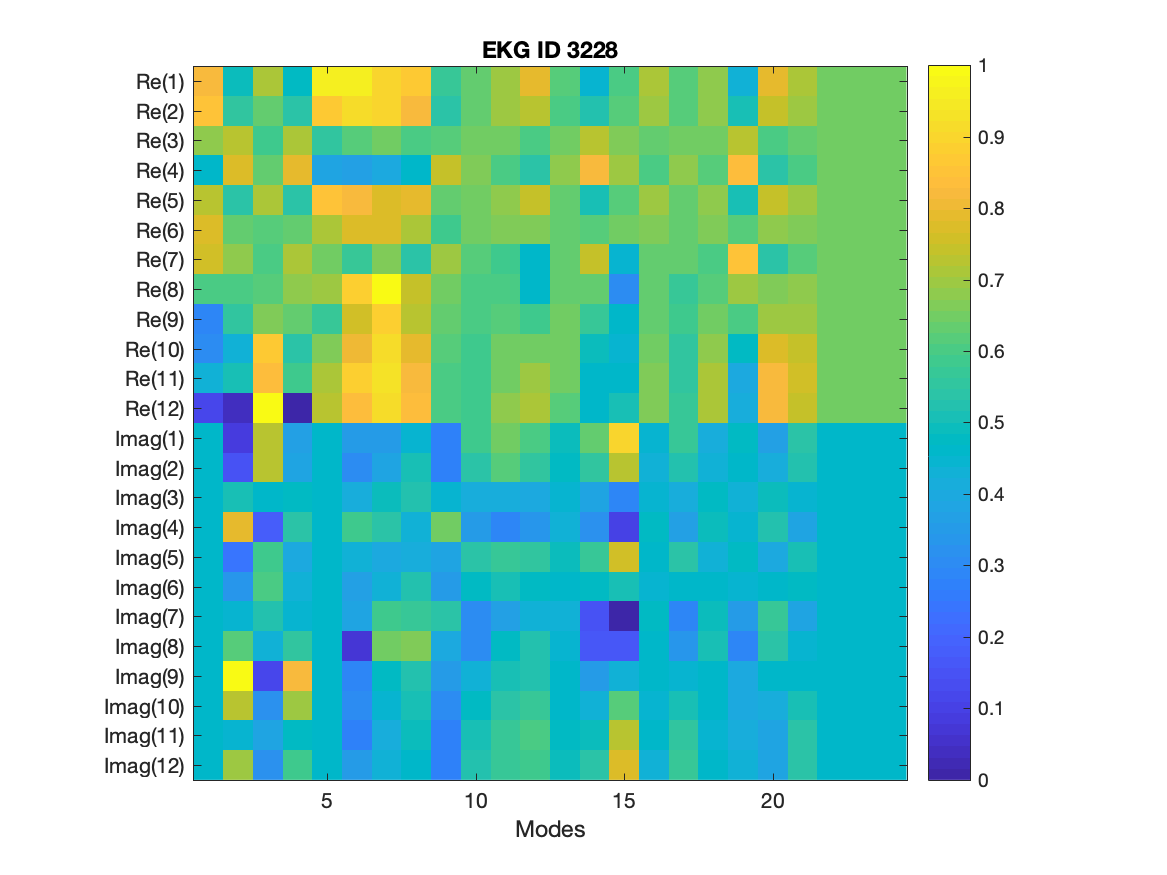 EKG ID 3228
Re(1)
Re(2)
Re(3)
Re(4)
Re(5)
Re(6)
Re(7)
Re(8)
Re(9)
Re(10)
Re(11)
Re(12)
Imag(1)
Imag(2)
Imag(3)
Imag(4)
Imag(5)
Imag(6)
Imag(7)
Imag(8)
Imag(9)
Imag(10)
Imag(11)
Imag(12)
5 10 15 20
Modes
1
0.9
0.8
0.7
0.6
0.5
0.4
0.3
0.2
0.1
0